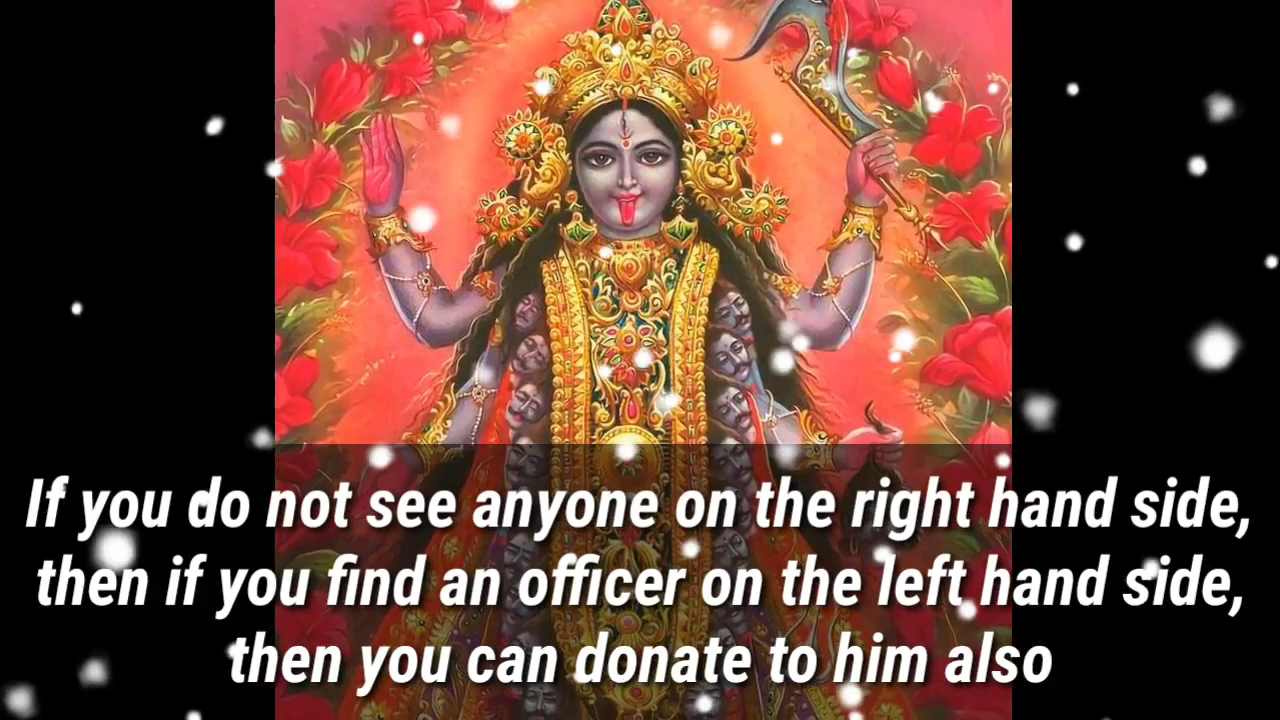 If you do not see anyone on the right hand side,
then if you find an officer on the left hand side,
then you can donate to him also